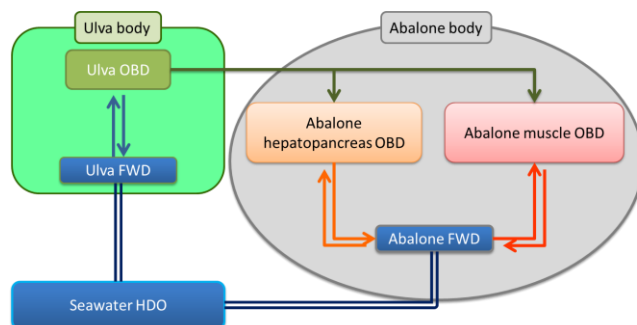 Ulva body
Abalone body
Ulva OBD
Abalone
hepatopancreas OBD
Abalone muscle OBD
Ulva FWD
Abalone FWD
Seawater HDO